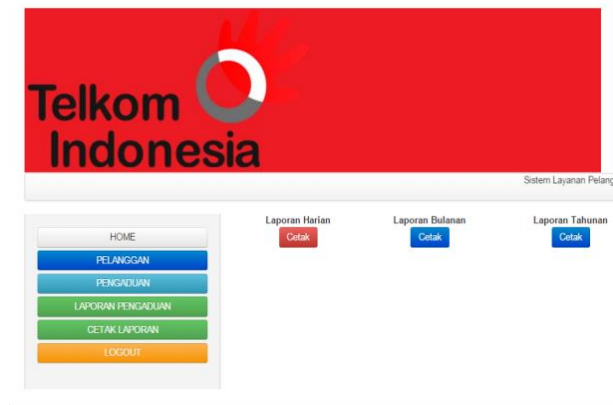 Telkom
Indonesia
Sistem Layanan Pelang
Laporan Harian
Laporan Bulanan
Laporan Tahunan
Cetak
Cetak
Cetak
HOME
PELANGGAN
PENGADUAN
LAPORAN PENGADUAN
CETAK LAPORAN
LOGOUT